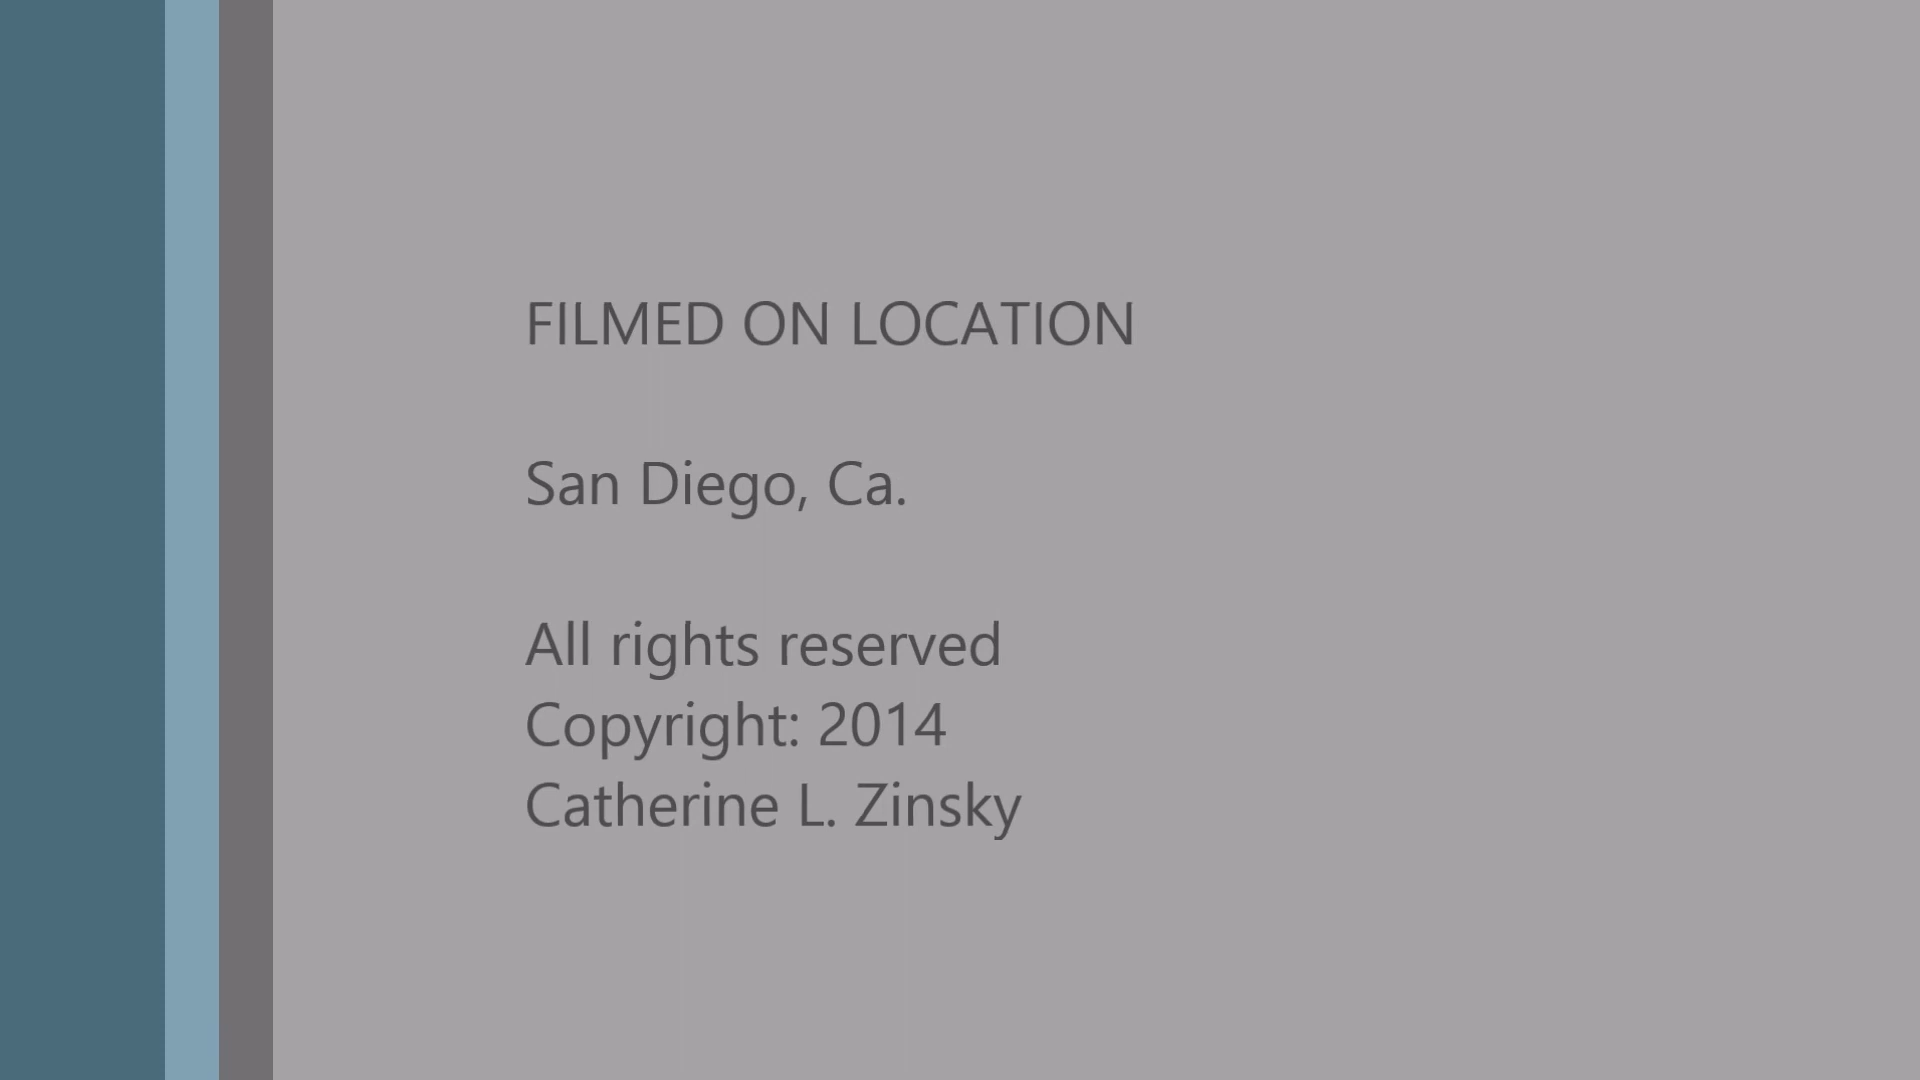 FILMED ON LOCATION
San Diego, Ca.
All rights reserved
Copyright: 2014
Catherine L. Zinsky